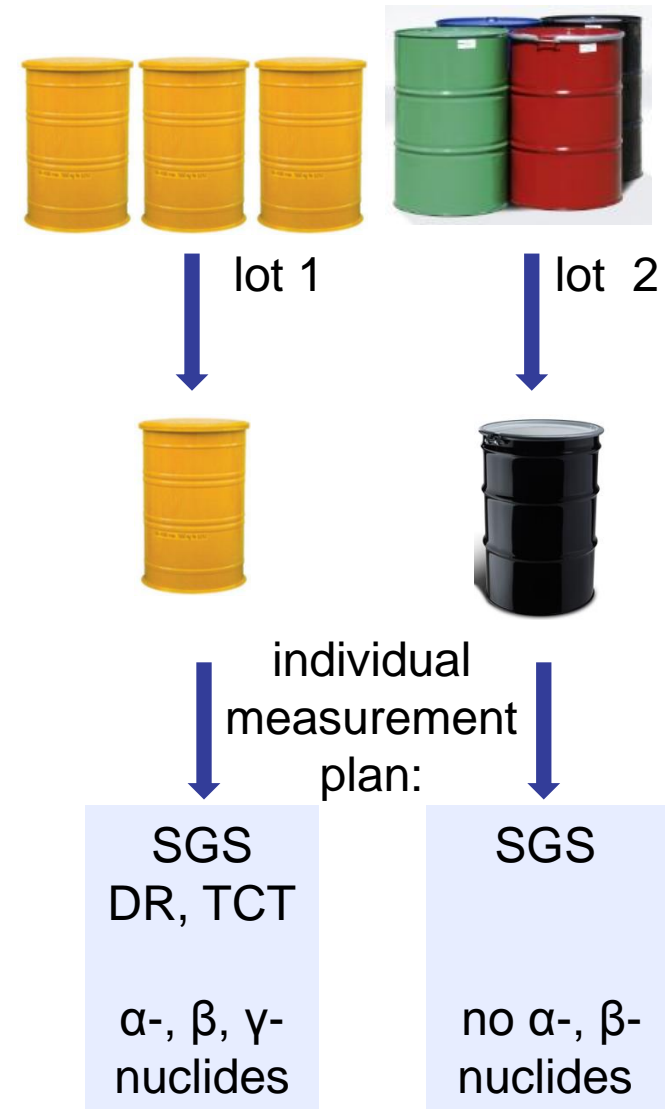 lot 1
lot 2
individual
measurement
plan:
SGS
DR, TCT
α-, β, γ-
nuclides
SGS
no α-, β-
nuclides